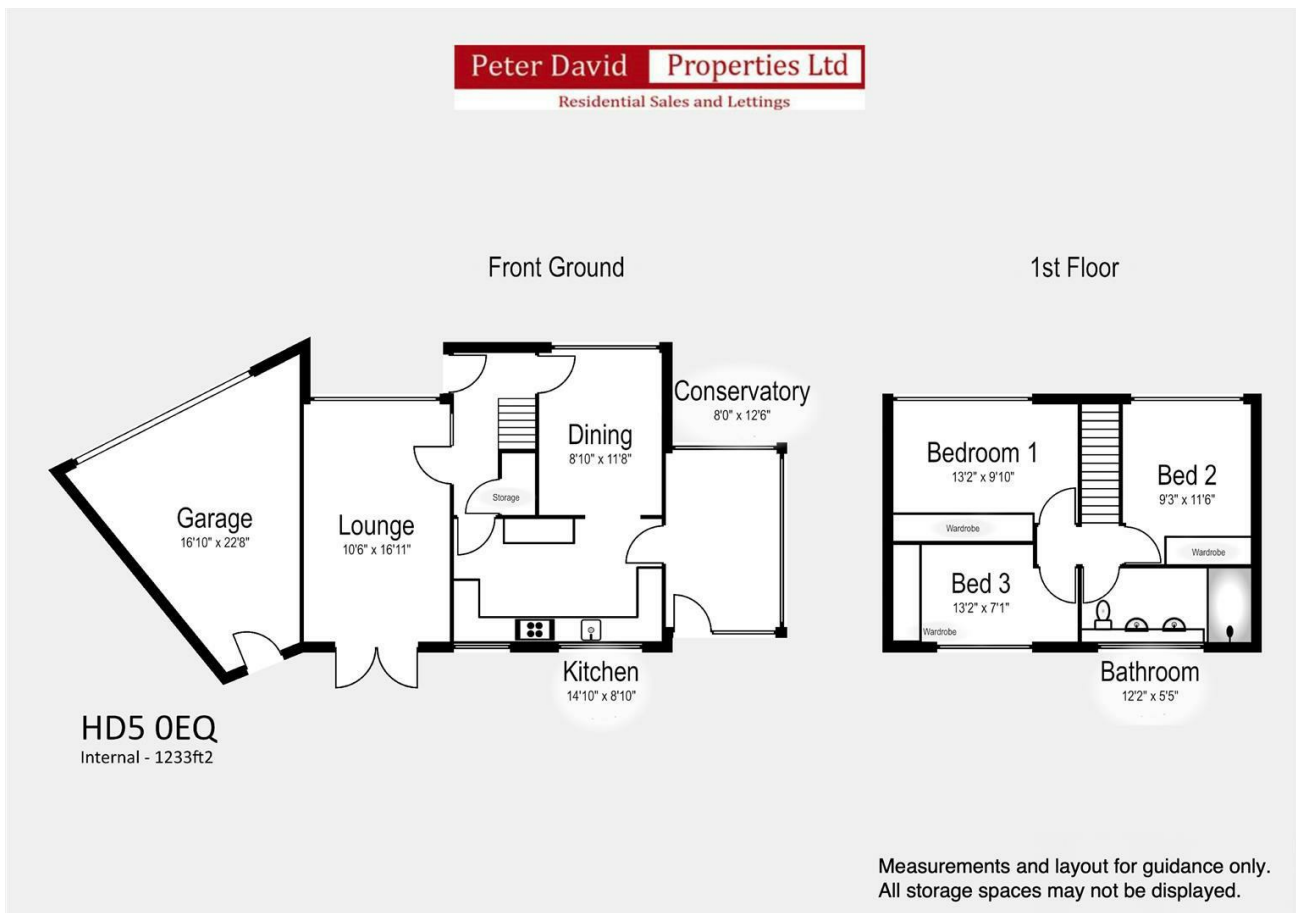 Peter David Properties Ltd
Residential Sales and Lettings
Front Ground
1st Floor
Conservatory
8'0" x 12'6"
Dining
8'10" x 11'8"
Storage
Garage
16'10" x 22'8"
Lounge
10'6" x 16'11"
Kitchen
14'10" x 8'10"
Bedroom 1
13'2" x 9'10"
Wardrobe
Bed 2
9'3" x 11'6"
Wardrobe
Bed 3
13'2" x 7'1"
Wardrobe
Bathroom
12'2" x 5'5"
HD5 0EQ
Internal - 1233ft2
Measurements and layout for guidance only.
All storage spaces may not be displayed.